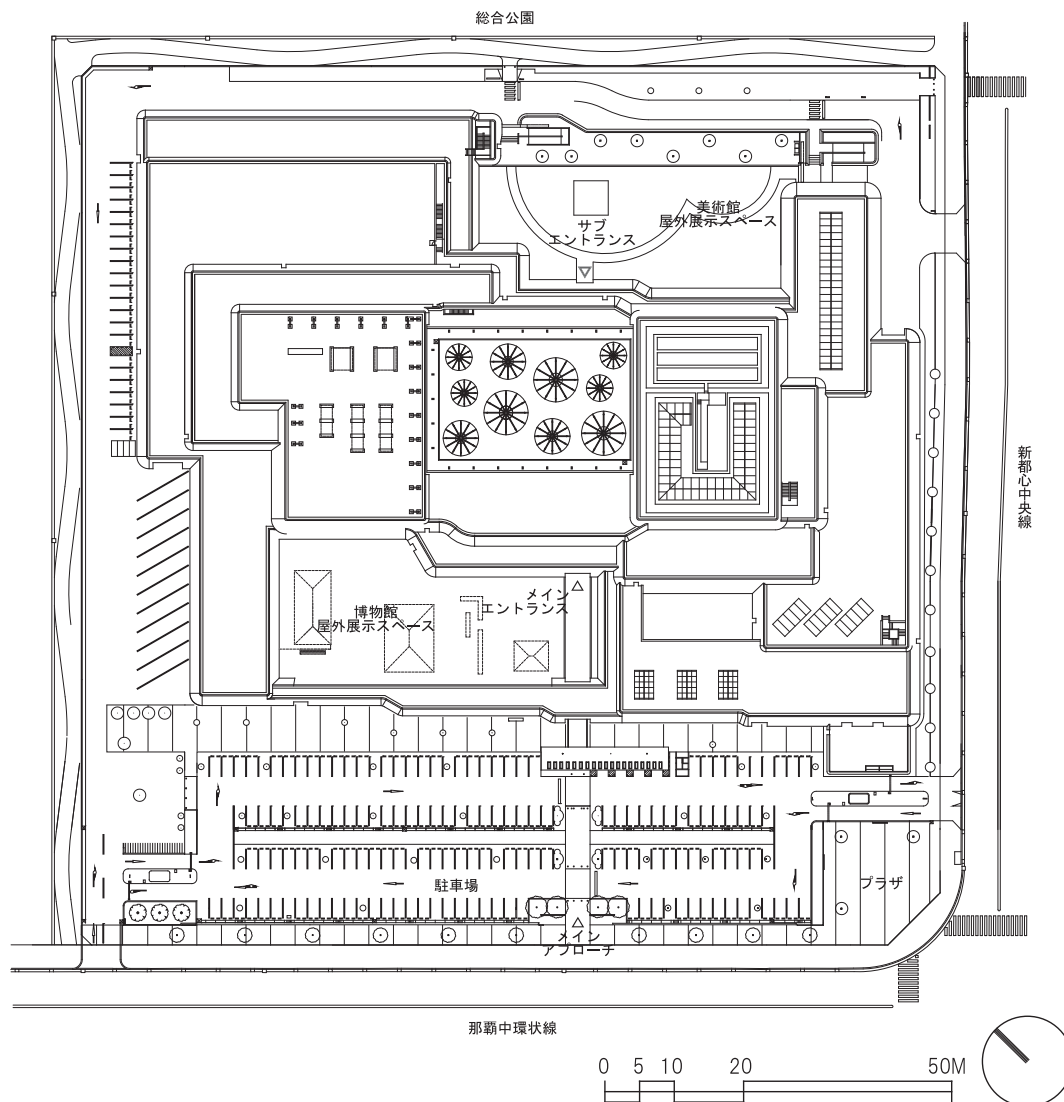 総合公園
サブ
エントランス
美術館
屋外展示スペース
新都心中央線
博物館
屋外展示スペース
メイン
エントランス
駐車場
プラザ
メイン
アプローチ
那覇中環状線
0 5 10 20 50M